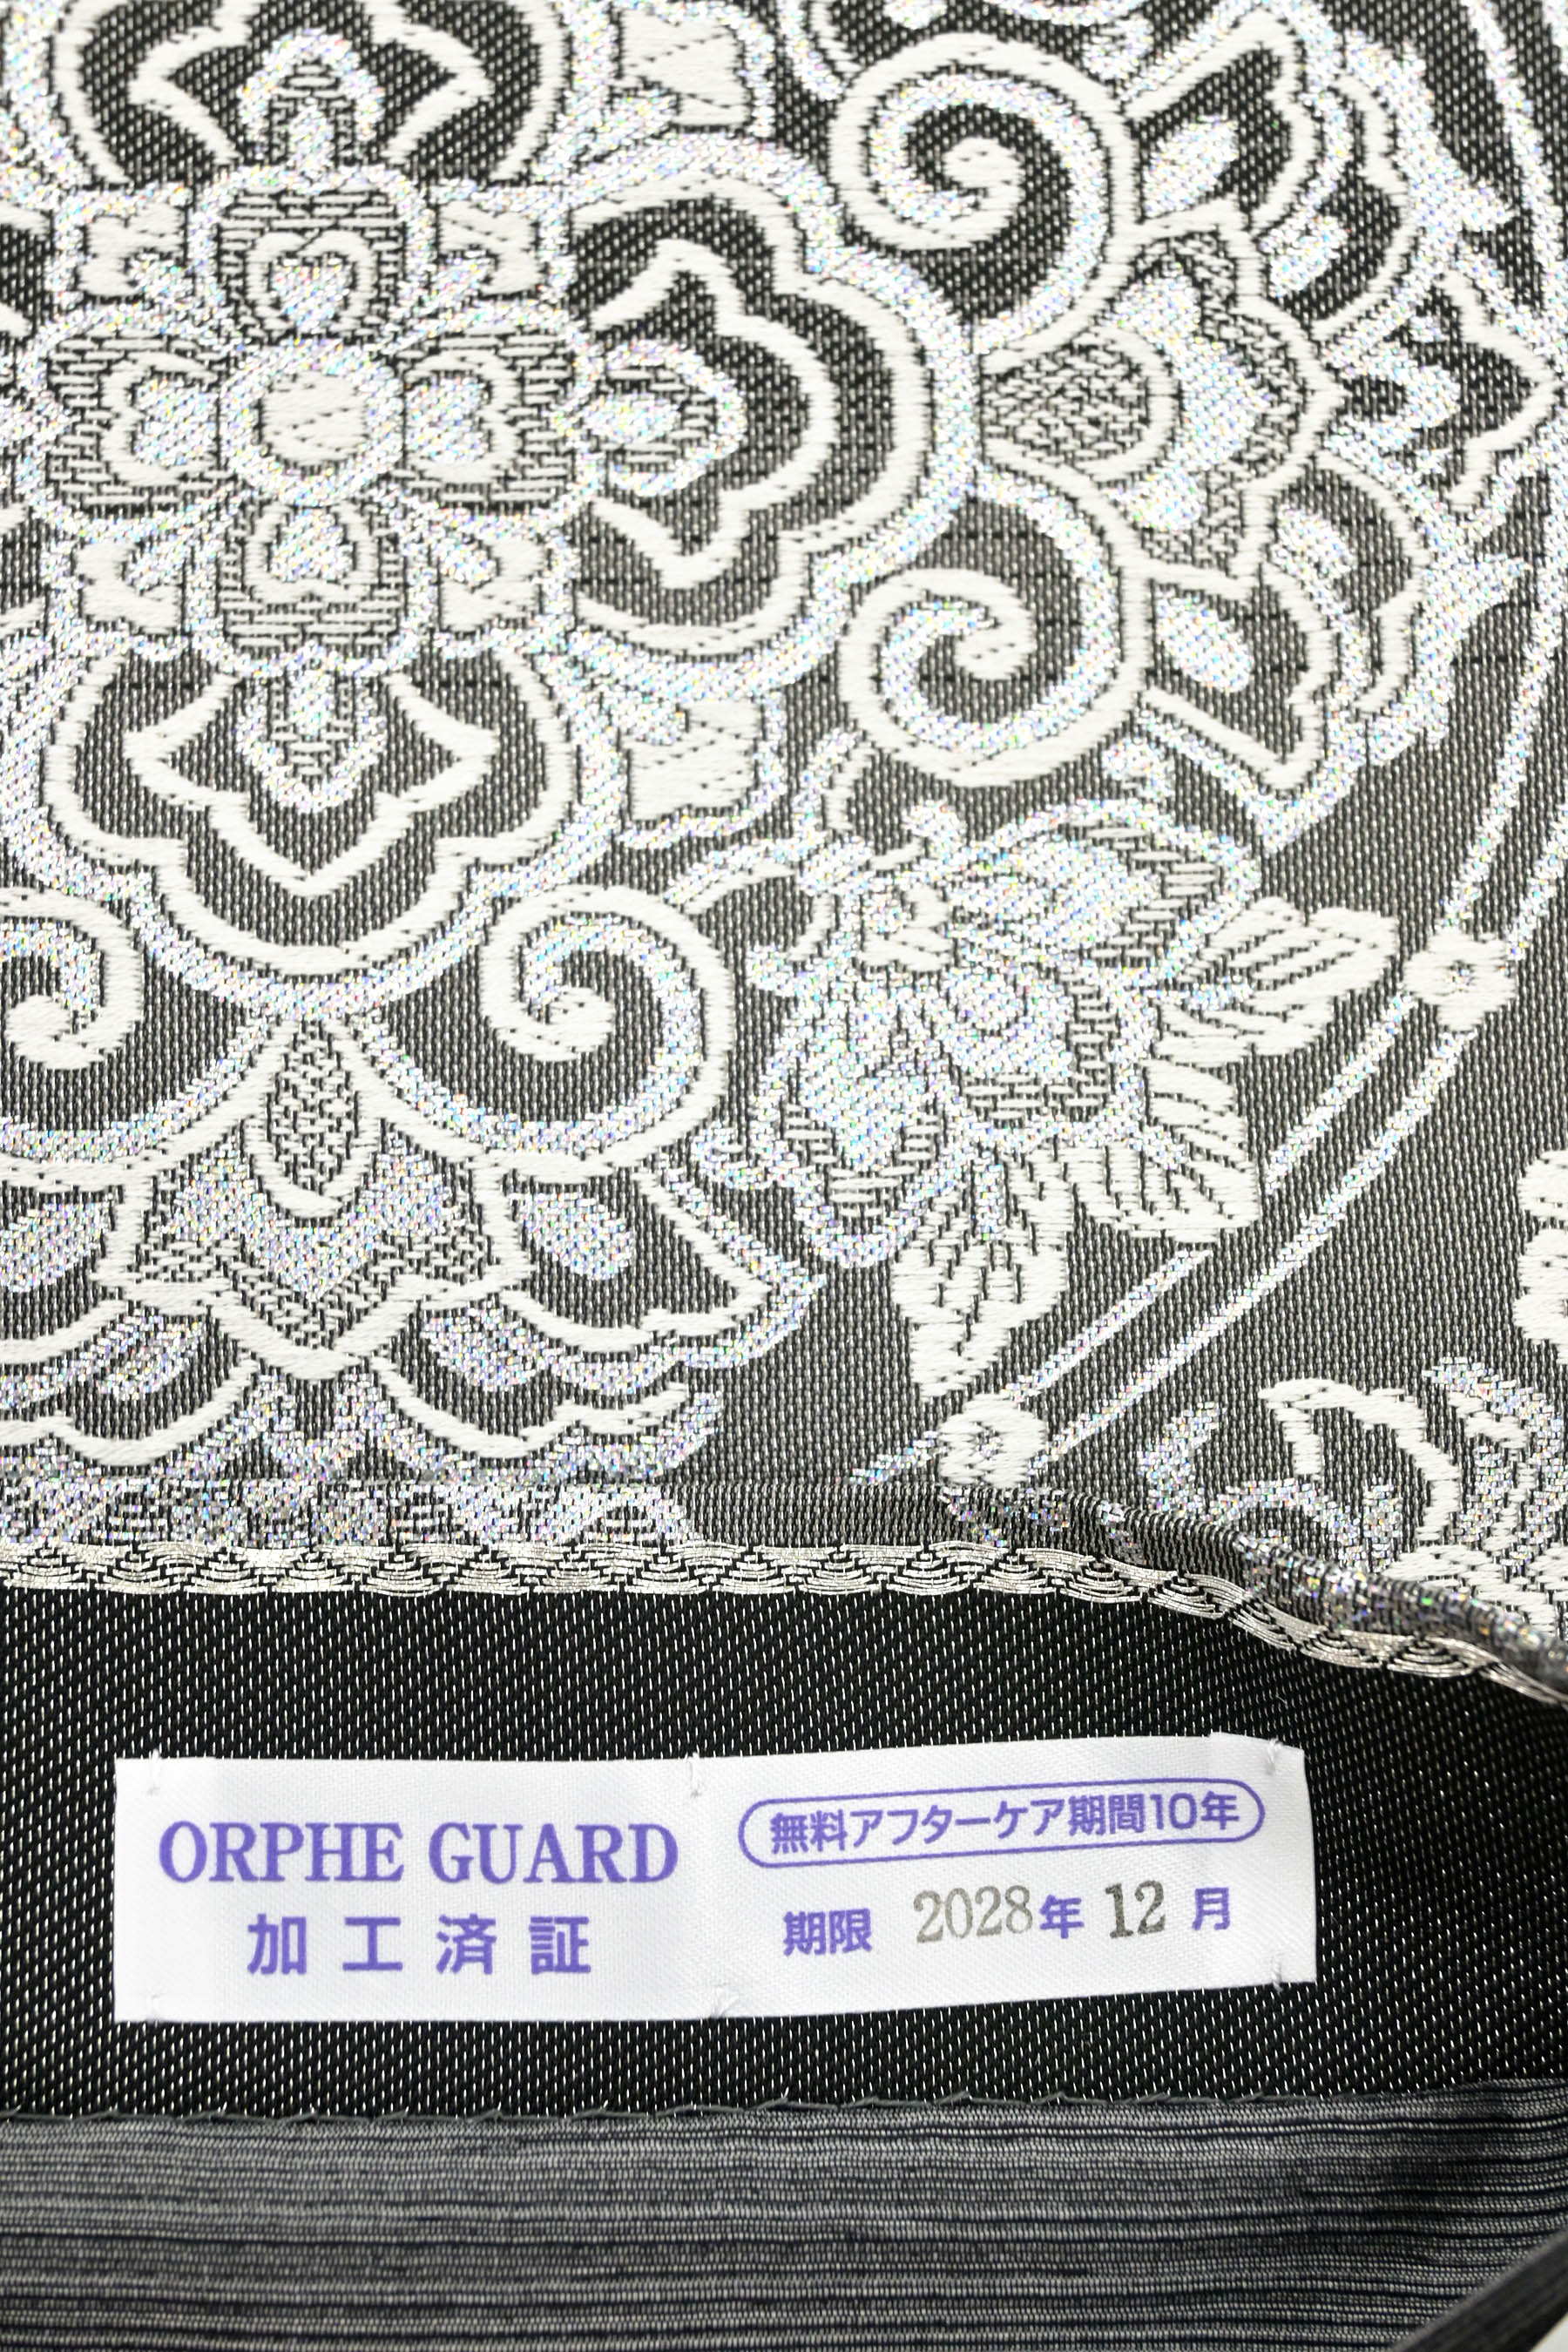 ORPHE GUARD
加工済証
無料アフターケア期間10年
期限 2028年 12 月